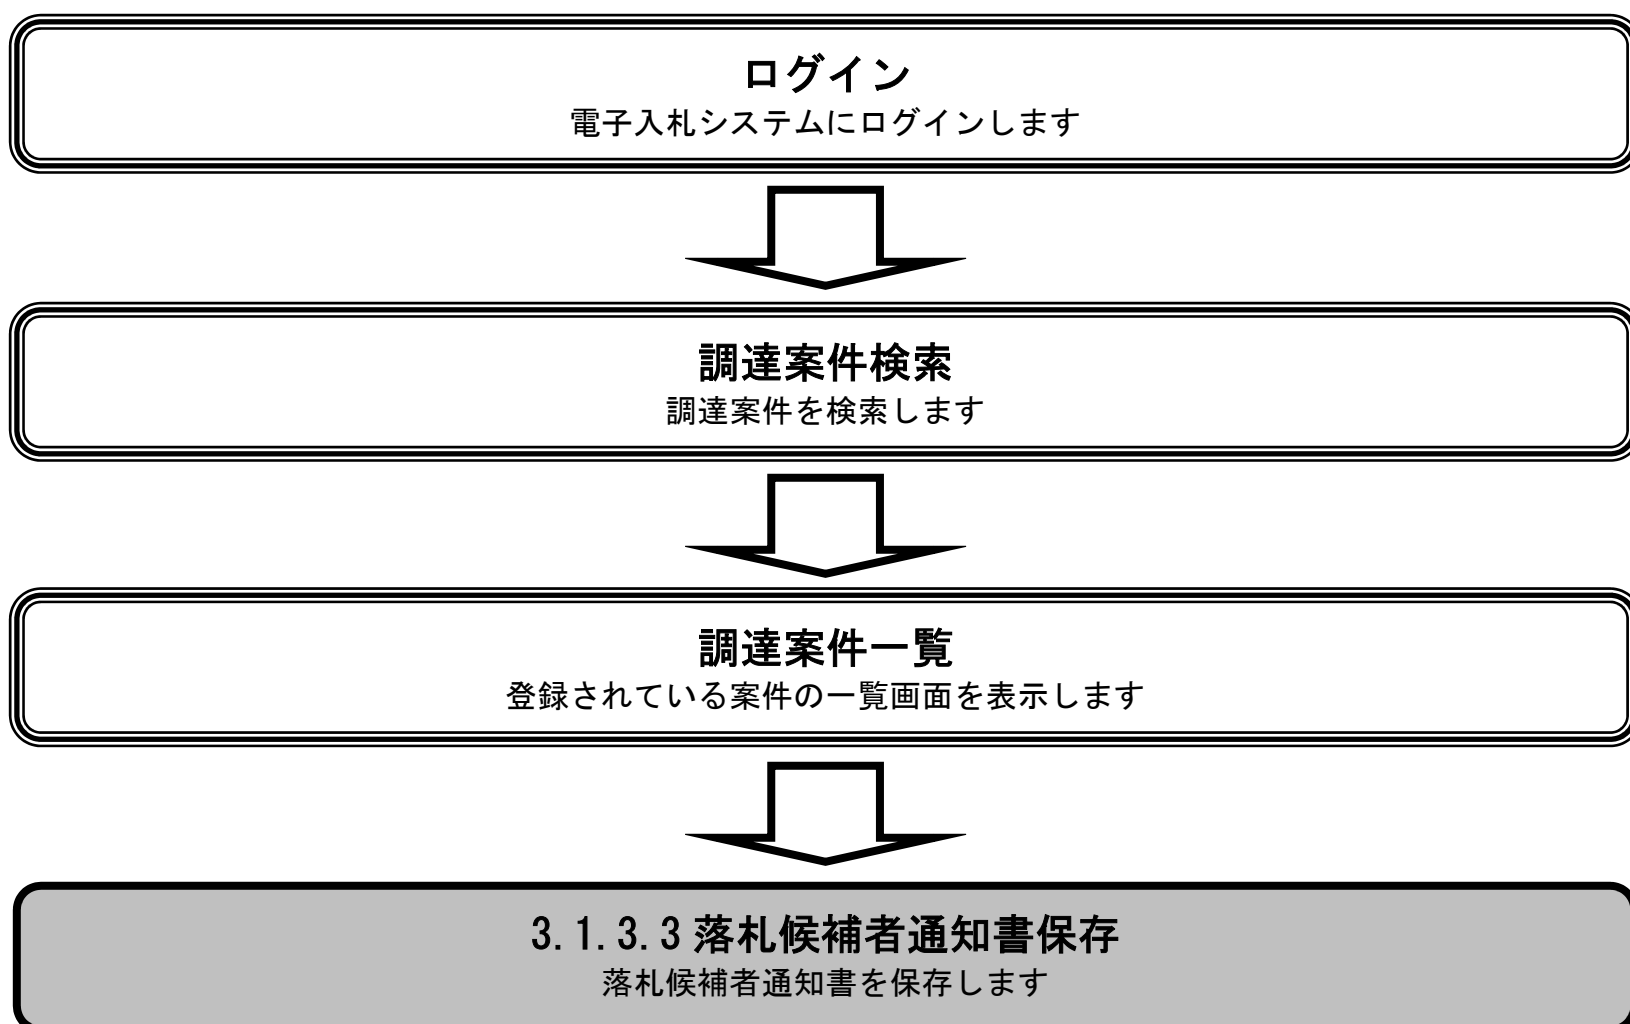 ログイン
電子入札システムにログインします
調達案件検索
調達案件を検索します
調達案件一覧
登録されている案件の一覧画面を表示します
3.1.3.3 落札候補者通知書保存
落札候補者通知書を保存します